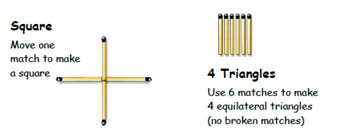 Square
Move one
match to make
a square
4 Triangles
Use 6 matches to make
4 equilateral triangles
(no broken matches)